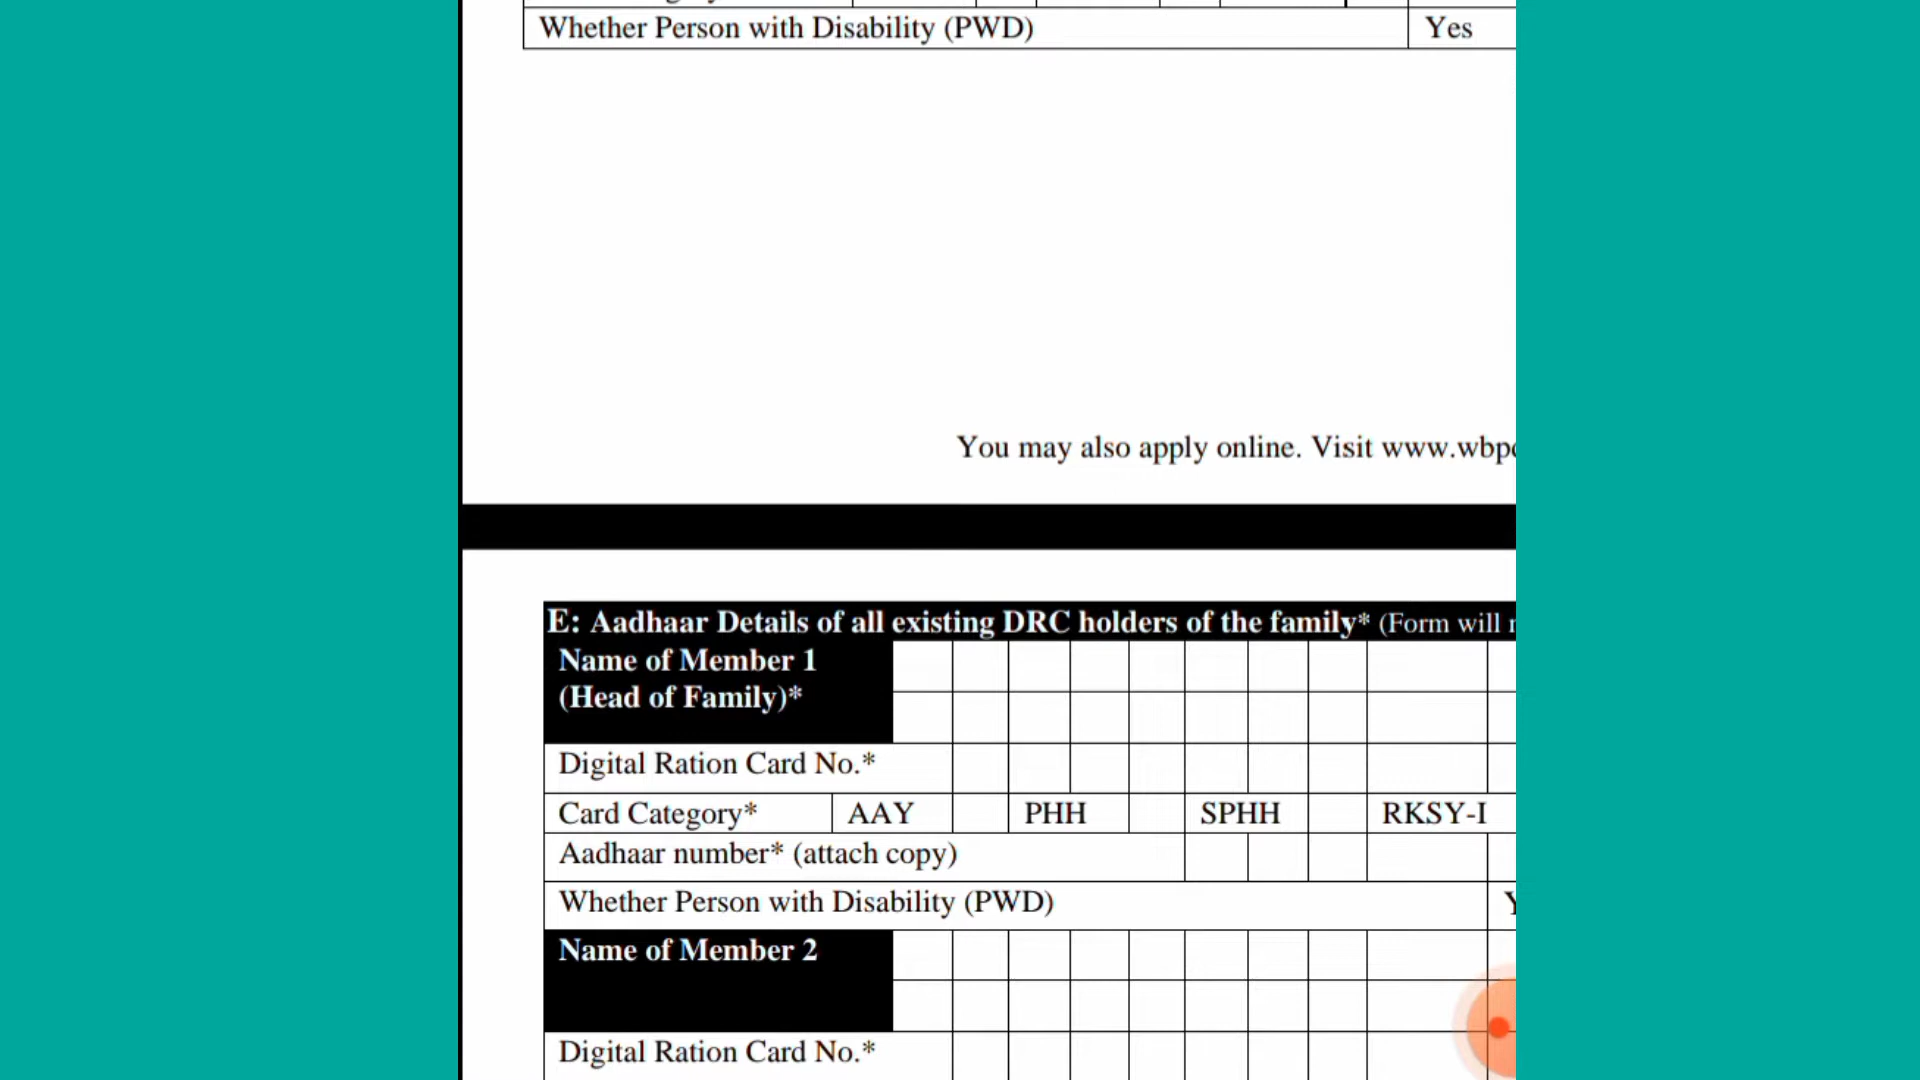 Whether Person with Disability (PWD) Yes
You may also apply online. Visit
E: Aadhaar Details of all existing DRC holders of the family* (Form will
Name of Member 1
(Head of Family)*
Digital Ration Card No.*
Card Category* AAY PHH SPHH RKSY-I
Aadhaar number* (attach copy)
Whether Person with Disability (PWD)
Name of Member 2
Digital Ration Card No.*